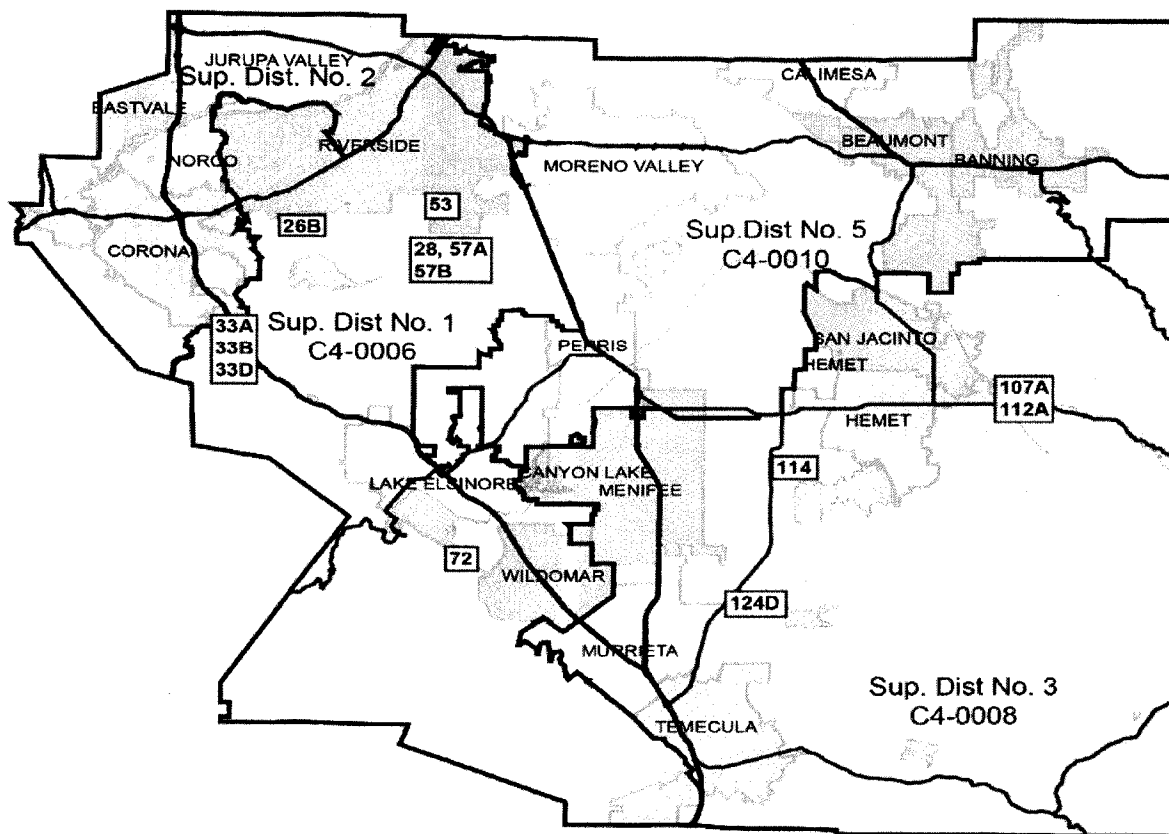 JURUPA VALLEY
Sup. Dist. No. 2
CALIMESA
EASTVALE
BEAUMONT
RIVERSIDE
NORCO
MORENO VALLEY
BANNING
53
26B
Sup.Dist No. 5
C4-0010
CORONA
28, 57A
57B
33A
33B
33D
Sup. Dist No. 1
C4-0006
PERRIS
SAN JACINTO
HEMET
107A
112A
HEMET
114
CANYON LAKE
LAKE ELSINORE
MENIFEE
72
WILDOMAR
124D
MURRIETA
Sup. Dist No. 3
C4-0008
TEMECULA